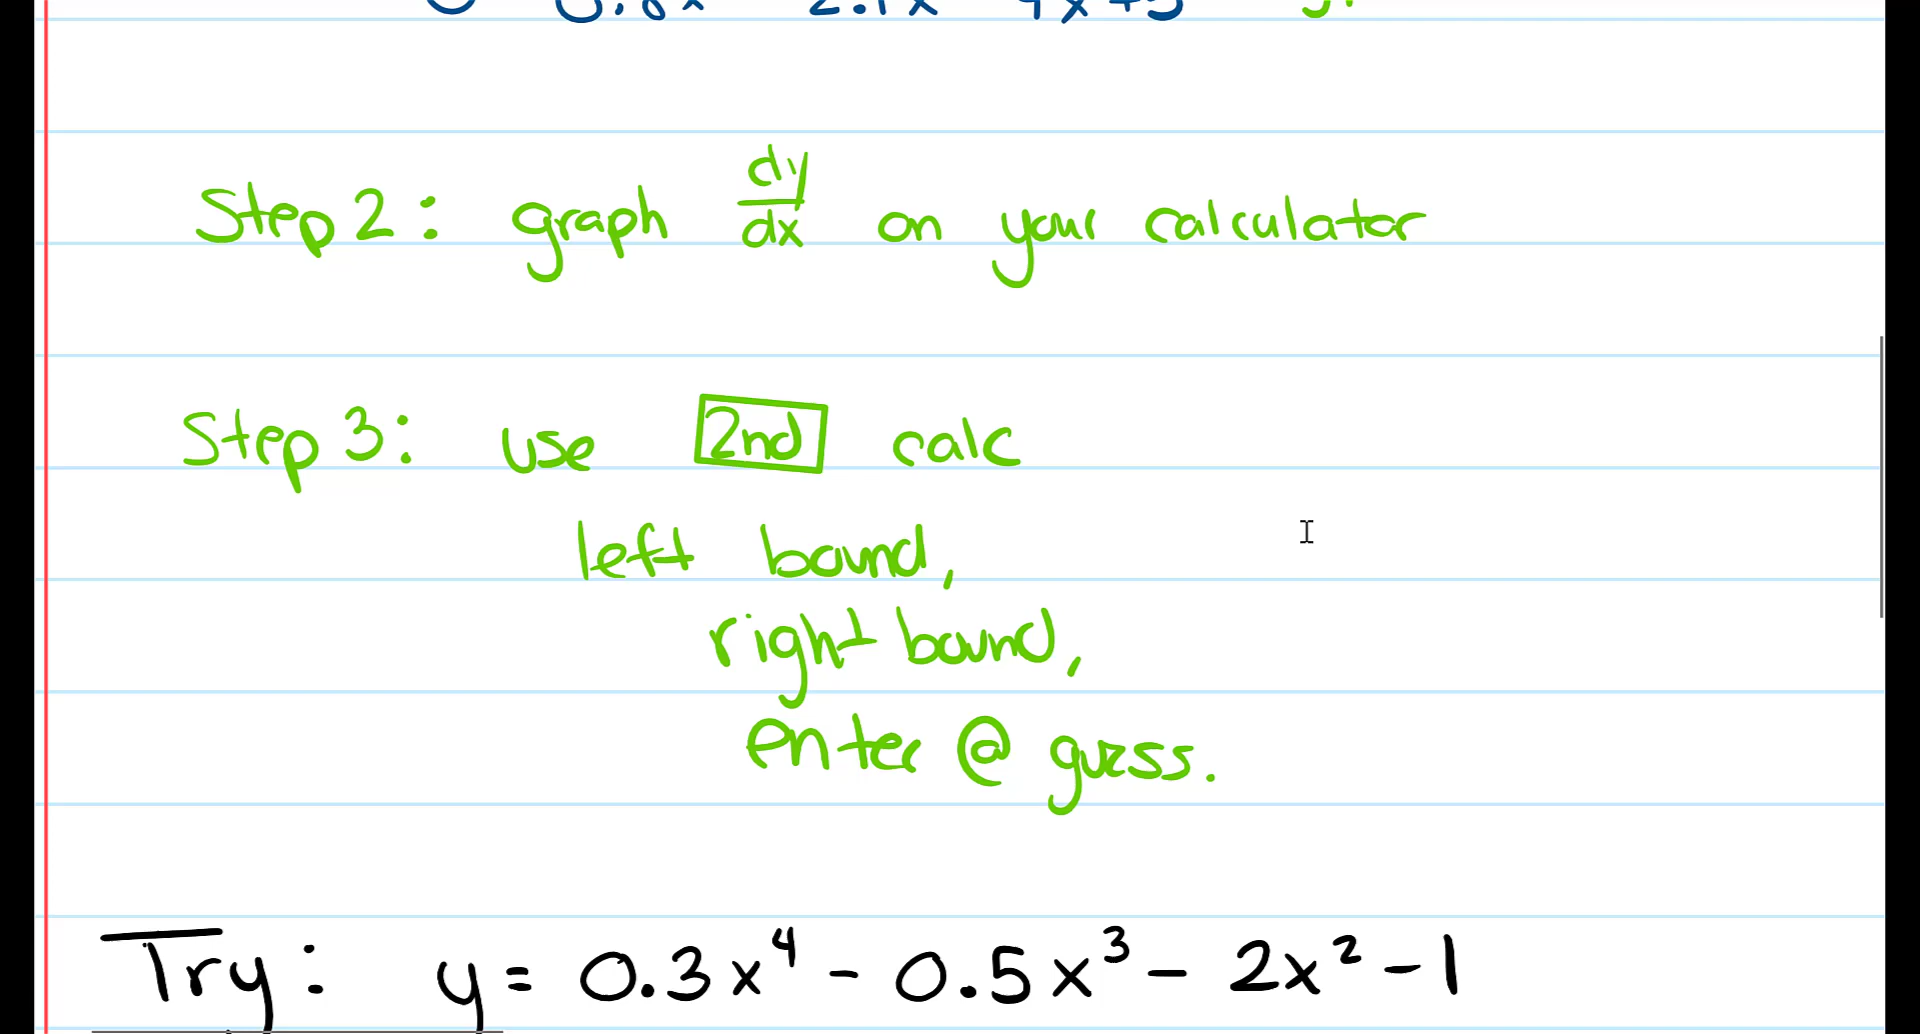 Step 2: graph dy/dx on your calculator
Step 3: use 2nd calc
left bound,
right bound,
enter @ guess.
Try: y = 0.3x⁴ - 0.5x³ - 2x² - 1